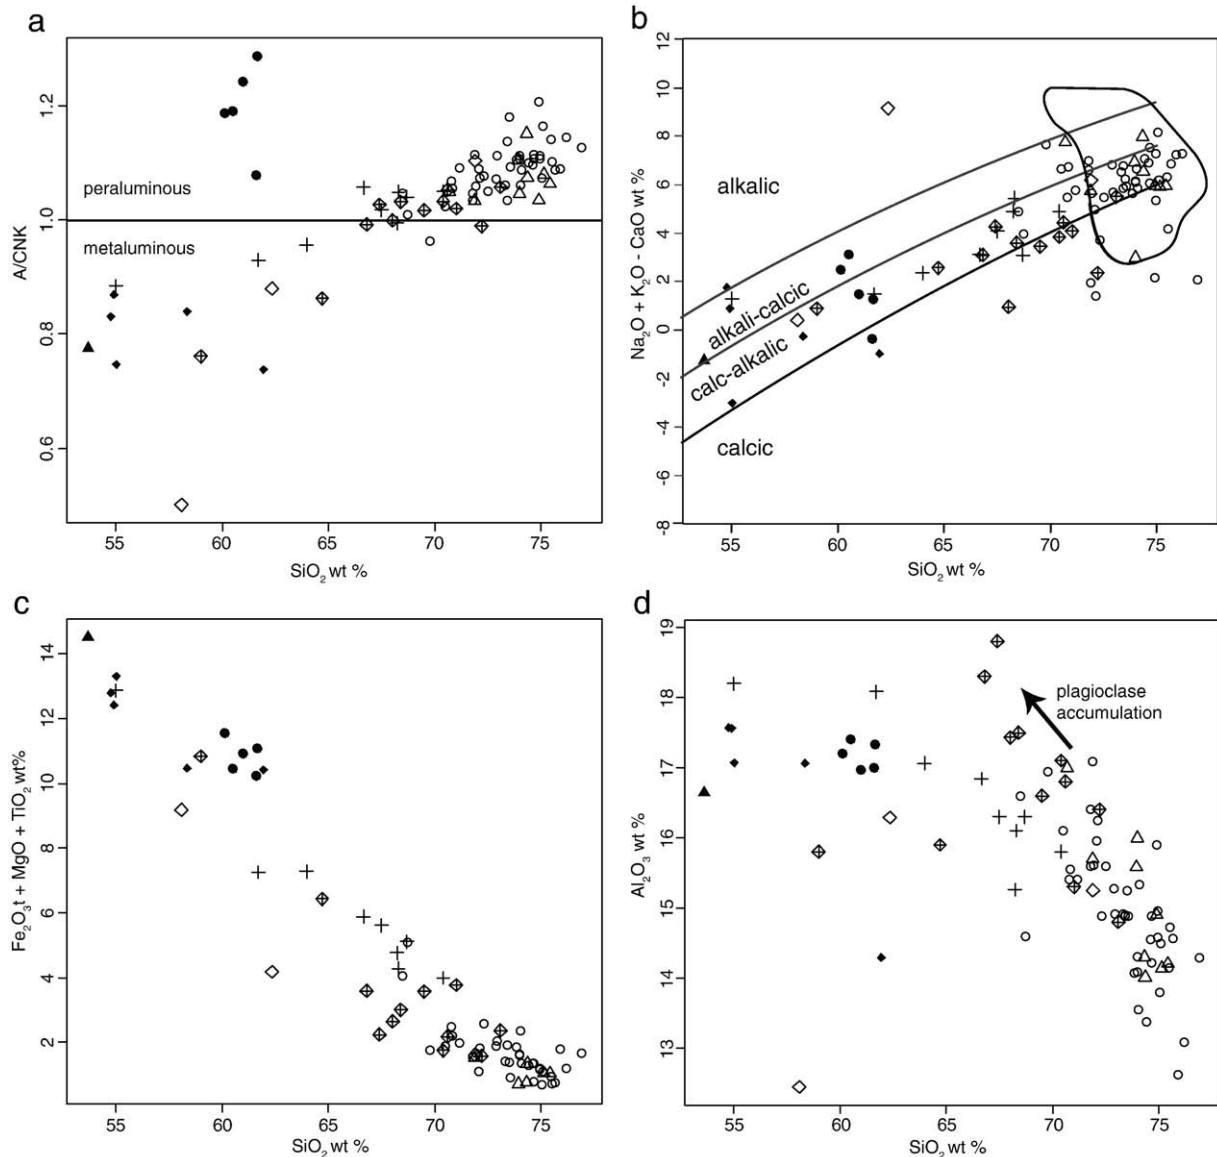 a
1.2
1.0
0.8
0.6
A/CNK
peraluminous
metaluminous
55 60 65 70 75
SiO₂ wt %
b
12
10
8
6
4
2
0
-2
-4
-6
-8
Na₂O + K₂O - CaO wt %
alkalic
alkali-calcic
calc-alkalic
calcic
55 60 65 70 75
SiO₂ wt %
c
14
12
10
8
6
4
2
Fe₂O₃t + MgO + TiO₂ wt%
55 60 65 70 75
SiO₂ wt %
d
19
18
17
16
15
14
13
Al₂O₃ wt %
plagioclase
accumulation
55 60 65 70 75
SiO₂ wt %